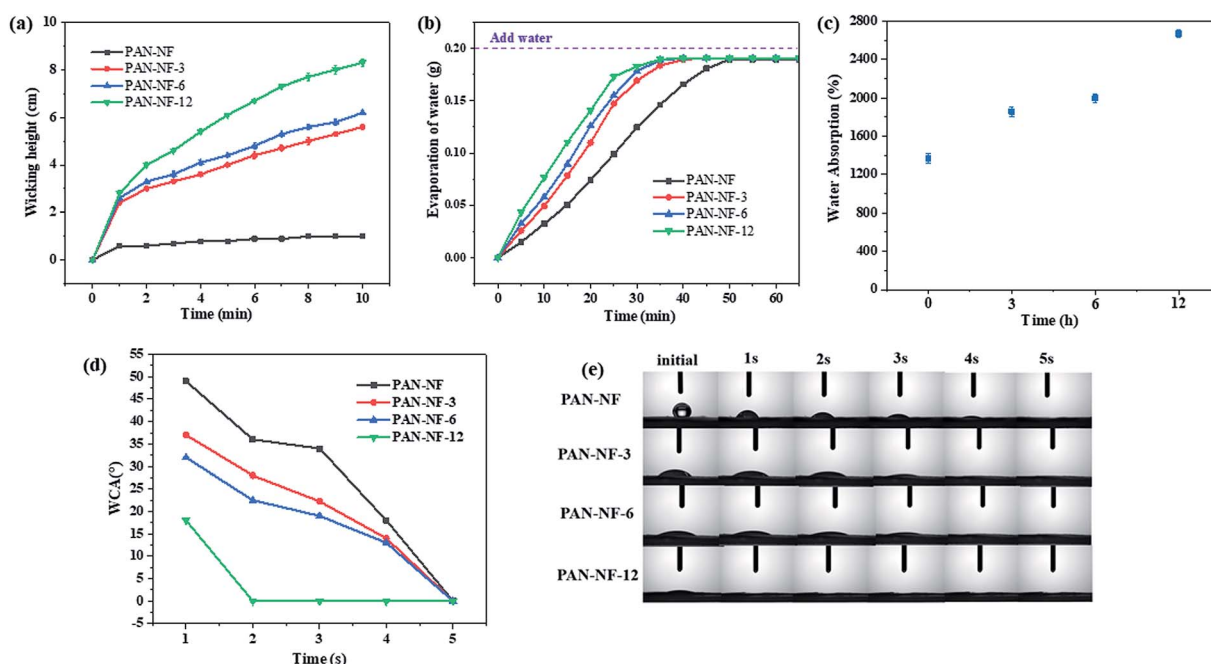 (a)
PAN-NF
PAN-NF-3
PAN-NF-6
PAN-NF-12
Wicking height (cm)
10
8
6
4
2
0
0 2 4 6 8 10
Time (min)
(b)
Add water
Evaporation of water (g)
0.20
0.15
0.10
0.05
0.00
PAN-NF
PAN-NF-3
PAN-NF-6
PAN-NF-12
0 10 20 30 40 50 60
Time (min)
(c)
Water Absorption (%)
2800
2400
2000
1600
1200
800
400
0
0 3 6 12
Time (h)
(d)
WCA(°)
55
50
45
40
35
30
25
20
15
10
5
0
-5
PAN-NF
PAN-NF-3
PAN-NF-6
PAN-NF-12
1 2 3 4 5
Time (s)
(e)
initial 1s 2s 3s 4s 5s
PAN-NF
PAN-NF-3
PAN-NF-6
PAN-NF-12